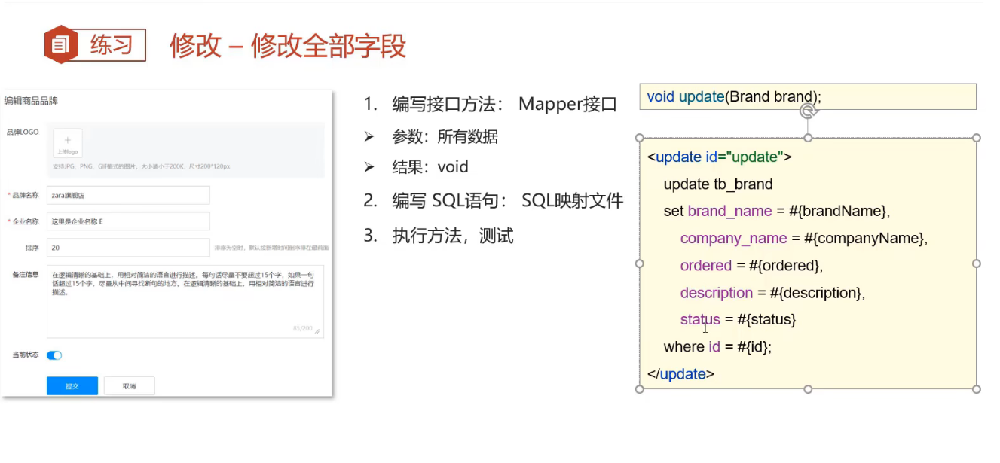 练习
修改 – 修改全部字段
编辑商品品牌
品牌LOGO
+
上传logo
支持JPG、PNG、GIF格式的图片，大小请小于200K，尺寸200*120px
* 品牌名称 zara旗舰店
* 企业名称 这里是企业名称 E
排序 20 排序为空时，默认按新增时间倒序排在最前面
备注信息 在逻辑清晰的基础上，用相对简洁的语言进行描述。每句话尽量不要超过15个字，如果一句
话超过15个字，尽量从中间寻找断句的地方。在逻辑清晰的基础上，用相对简洁的语言进行
描述。
81/200
当前状态
提交 取消
1. 编写接口方法： Mapper接口
➢ 参数：所有数据
➢ 结果：void
2. 编写 SQL语句： SQL映射文件
3. 执行方法，测试
void update(Brand brand);
<update id="update">
update tb_brand
set brand_name = #{brandName},
company_name = #{companyName},
ordered = #{ordered},
description = #{description},
status = #{status}
where id = #{id};
</update>